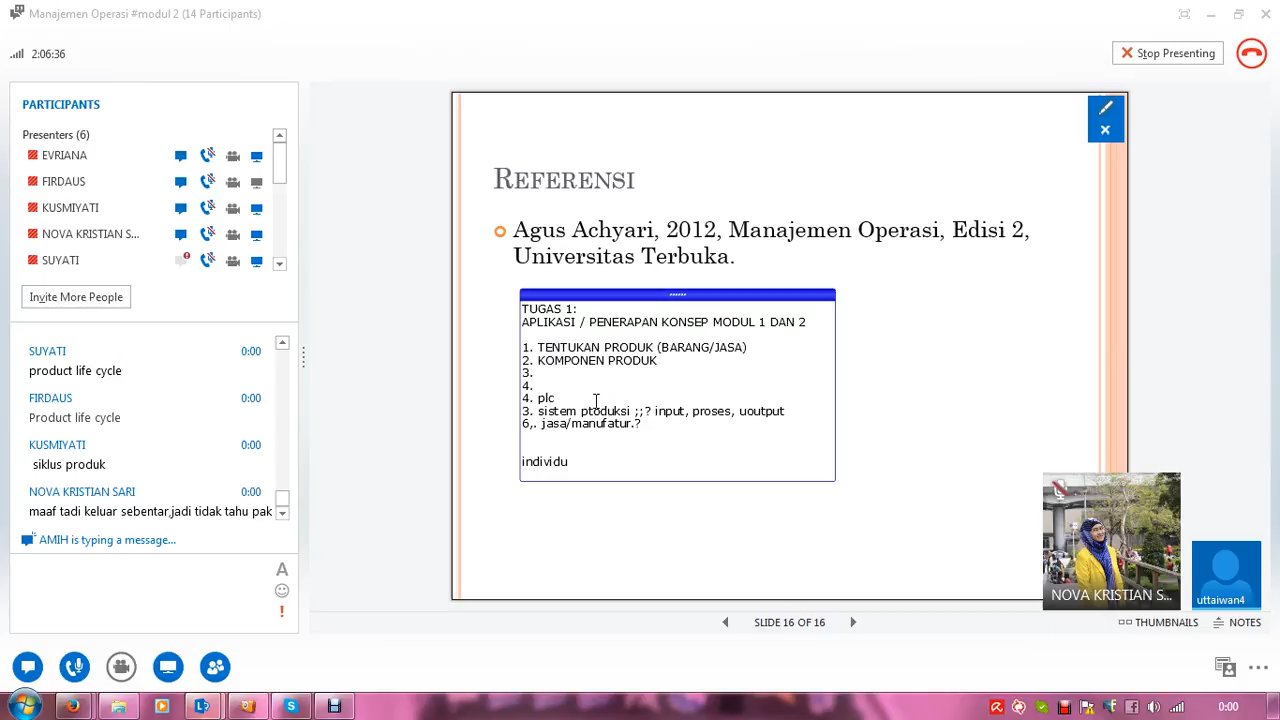 Manajemen Operasi #modul 2 (14 Participants)
2:06:36
Stop Presenting
PARTICIPANTS
Presenters (6)
EVRIANA
FIRDAUS
KUSMIYATI
NOVA KRISTIAN S...
SUYATI
Invite More People
SUYATI 0:00
product life cycle
FIRDAUS 0:00
Product life cycle
KUSMIYATI 0:00
siklus produk
NOVA KRISTIAN SARI 0:00
maaf tadi keluar sebentar,jadi tidak tahu pak
AMIH is typing a message...
A
REFERENSI
Agus Achyari, 2012, Manajemen Operasi, Edisi 2,
Universitas Terbuka.
TUGAS 1:
APLIKASI / PENERAPAN KONSEP MODUL 1 DAN 2
1. TENTUKAN PRODUK (BARANG/JASA)
2. KOMPONEN PRODUK
3.
4.
4. plc
3. sistem ptoduksi ;;? input, proses, uoutput
6,. jasa/manufatur.?
individu
NOVA KRISTIAN S...
uttaiwan4
SLIDE 16 OF 16
THUMBNAILS
NOTES
0:00